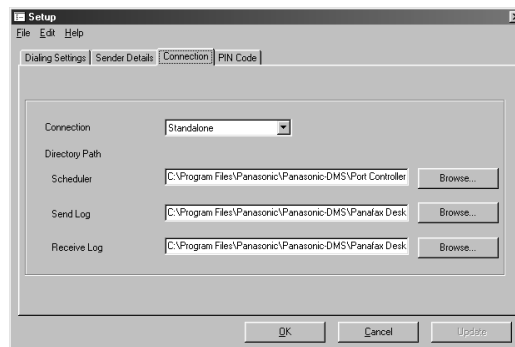 Setup
File Edit Help
Dialing Settings Sender Details Connection PIN Code
Connection Standalone
Directory Path
Scheduler C:\Program Files\Panasonic\Panasonic-DMS\Port Controller Browse...
Send Log C:\Program Files\Panasonic\Panasonic-DMS\Panafax Desk Browse...
Receive Log C:\Program Files\Panasonic\Panasonic-DMS\Panafax Desk Browse...
OK Cancel Update